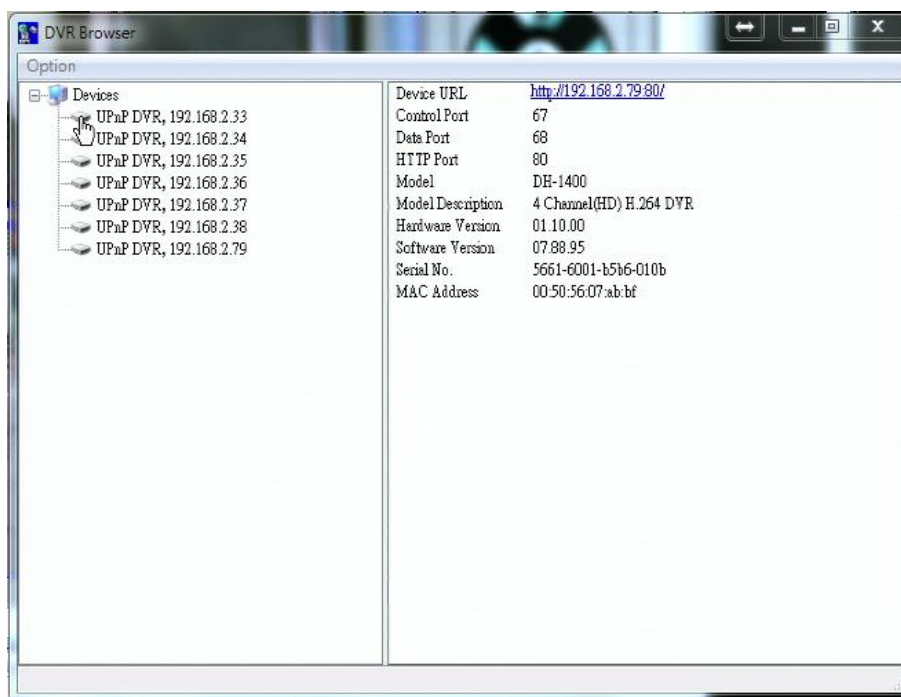 DVR Browser
Option
Devices
UPnP DVR, 192.168.2.33
UPnP DVR, 192.168.2.34
UPnP DVR, 192.168.2.35
UPnP DVR, 192.168.2.36
UPnP DVR, 192.168.2.37
UPnP DVR, 192.168.2.38
UPnP DVR, 192.168.2.79
Device URL http://192.168.2.79:80/
Control Port 67
Data Port 68
HTTP Port 80
Model DH-1400
Model Description 4 Channel(HD) H.264 DVR
Hardware Version 01.10.00
Software Version 07.88.95
Serial No. 5661-6001-b5b6-010b
MAC Address 00:50:56:07:ab:bf